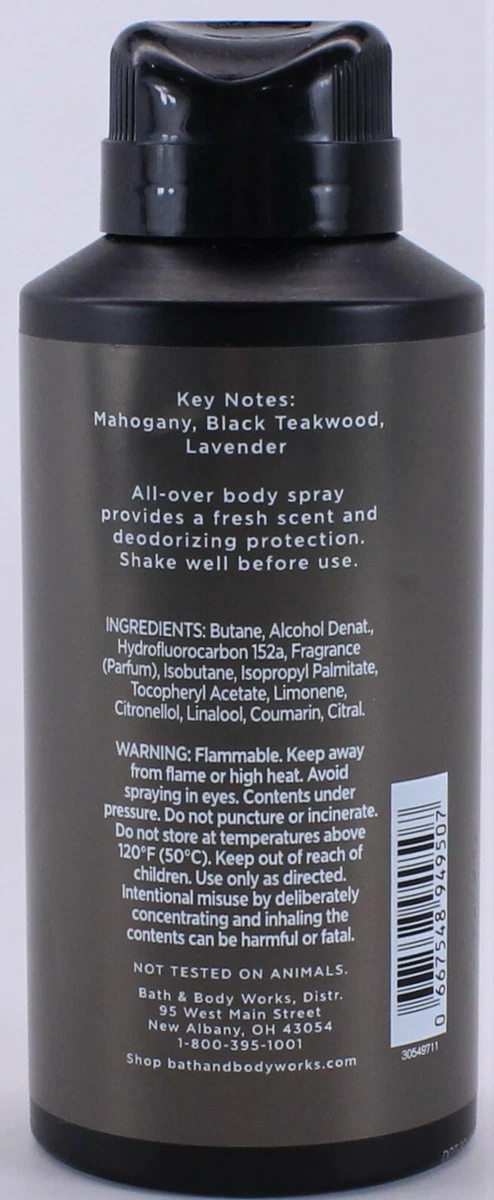 Key Notes:
Mahogany, Black Teakwood,
Lavender
All-over body spray
provides a fresh scent and
deodorizing protection.
Shake well before use.
INGREDIENTS: Butane, Alcohol Denat.,
Hydrofluorocarbon 152a, Fragrance
(Parfum), Isobutane, Isopropyl Palmitate,
Tocopheryl Acetate, Limonene,
Citronellol, Linalool, Coumarin, Citral.
WARNING: Flammable. Keep away
from flame or high heat. Avoid
spraying in eyes. Contents under
pressure. Do not puncture or incinerate.
Do not store at temperatures above
120°F (50°C). Keep out of reach of
children. Use only as directed.
Intentional misuse by deliberately
concentrating and inhaling the
contents can be harmful or fatal.
NOT TESTED ON ANIMALS.
Bath & Body Works, Distr.
95 West Main Street
New Albany, OH 43054
1-800-395-1001
Shop bathandbodyworks.com
0 667548 949507
30549711